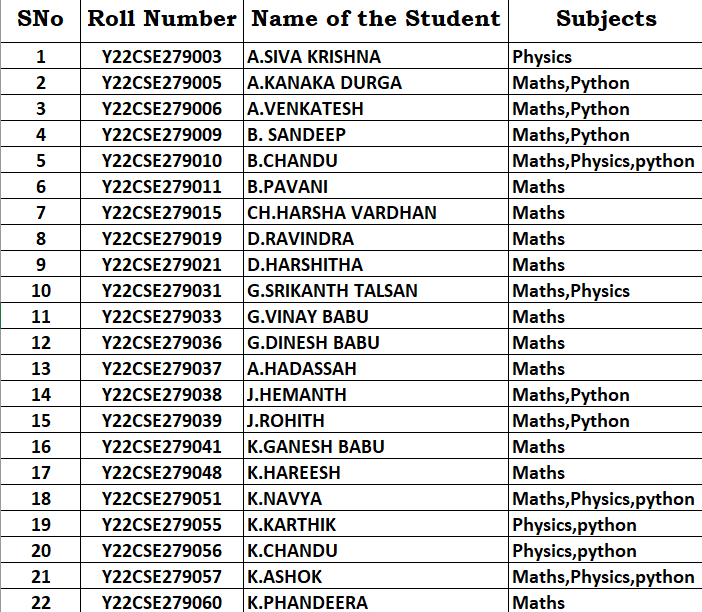 SNo Roll Number Name of the Student Subjects
1 Y22CSE279003 A.SIVA KRISHNA Physics
2 Y22CSE279005 A.KANAKA DURGA Maths,Python
3 Y22CSE279006 A.VENKATESH Maths,Python
4 Y22CSE279009 B. SANDEEP Maths,Python
5 Y22CSE279010 B.CHANDU Maths,Physics,python
6 Y22CSE279011 B.PAVANI Maths
7 Y22CSE279015 CH.HARSHA VARDHAN Maths
8 Y22CSE279019 D.RAVINDRA Maths
9 Y22CSE279021 D.HARSHITHA Maths
10 Y22CSE279031 G.SRIKANTH TALSAN Maths,Physics
11 Y22CSE279033 G.VINAY BABU Maths
12 Y22CSE279036 G.DINESH BABU Maths
13 Y22CSE279037 A.HADASSAH Maths
14 Y22CSE279038 J.HEMANTH Maths,Python
15 Y22CSE279039 J.ROHITH Maths,Python
16 Y22CSE279041 K.GANESH BABU Maths
17 Y22CSE279048 K.HAREESH Maths
18 Y22CSE279051 K.NAVYA Maths,Physics,python
19 Y22CSE279055 K.KARTHIK Physics,python
20 Y22CSE279056 K.CHANDU Physics,python
21 Y22CSE279057 K.ASHOK Maths,Physics,python
22 Y22CSE279060 K.PHANDEERA Maths